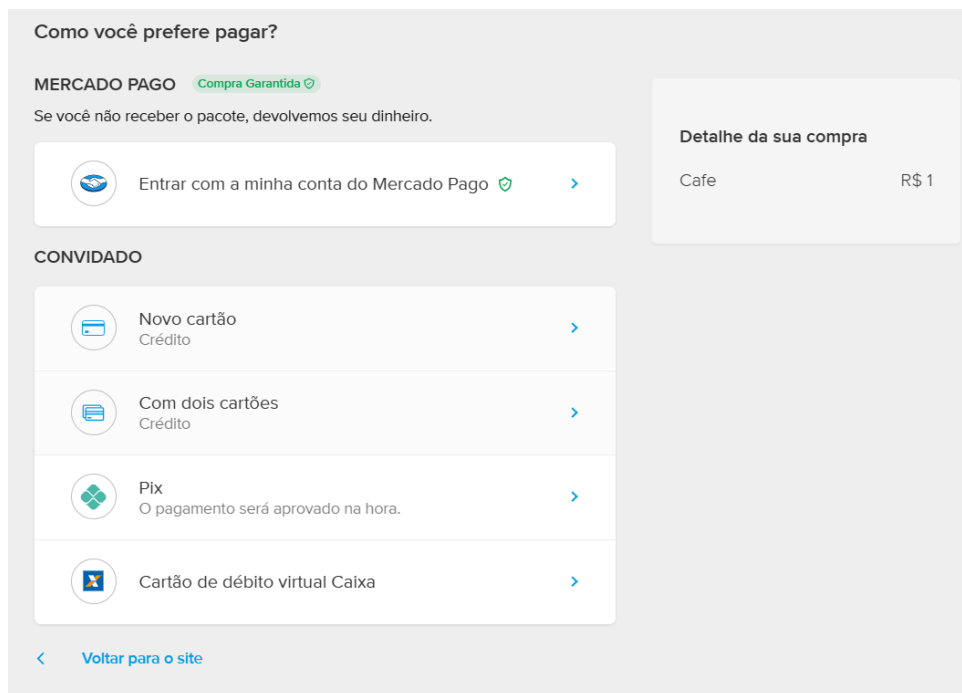 Como você prefere pagar?
MERCADO PAGO Compra Garantida
Se você não receber o pacote, devolvemos seu dinheiro.
Entrar com a minha conta do Mercado Pago
CONVIDADO
Novo cartão
Crédito
Com dois cartões
Crédito
Pix
O pagamento será aprovado na hora.
Cartão de débito virtual Caixa
Voltar para o site
Detalhe da sua compra
Cafe R$ 1